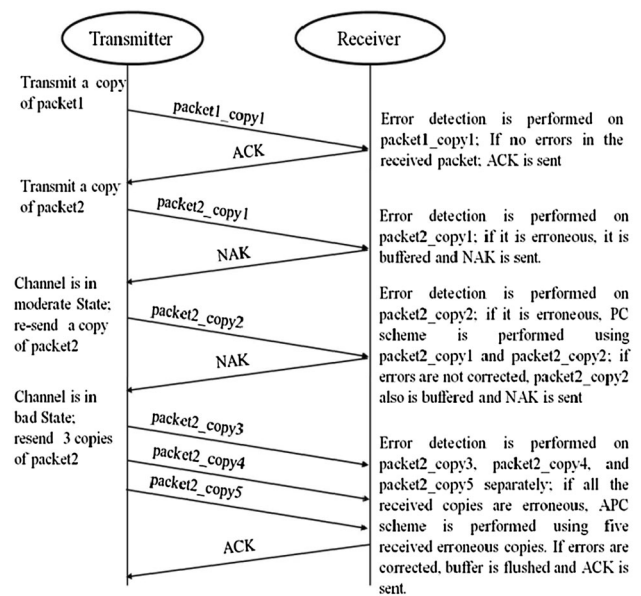 Transmitter
Receiver
Transmit a copy
of packet1
packet1_copy1
ACK
Error detection is performed on
packet1_copy1; If no errors in the
received packet; ACK is sent
Transmit a copy
of packet2
packet2_copy1
NAK
Error detection is performed on
packet2_copy1; if it is erroneous, it is
buffered and NAK is sent.
Channel is in
moderate State;
re-send a copy
of packet2
packet2_copy2
NAK
Error detection is performed on
packet2_copy2; if it is erroneous, PC
scheme is performed using
packet2_copy1 and packet2_copy2; if
errors are not corrected, packet2_copy2
also is buffered and NAK is sent
Channel is in
bad State;
resend 3 copies
of packet2
packet2_copy3
packet2_copy4
packet2_copy5
ACK
Error detection is performed on
packet2_copy3, packet2_copy4, and
packet2_copy5 separately; if all the
received copies are erroneous, APC
scheme is performed using five
received erroneous copies. If errors are
corrected, buffer is flushed and ACK is
sent.